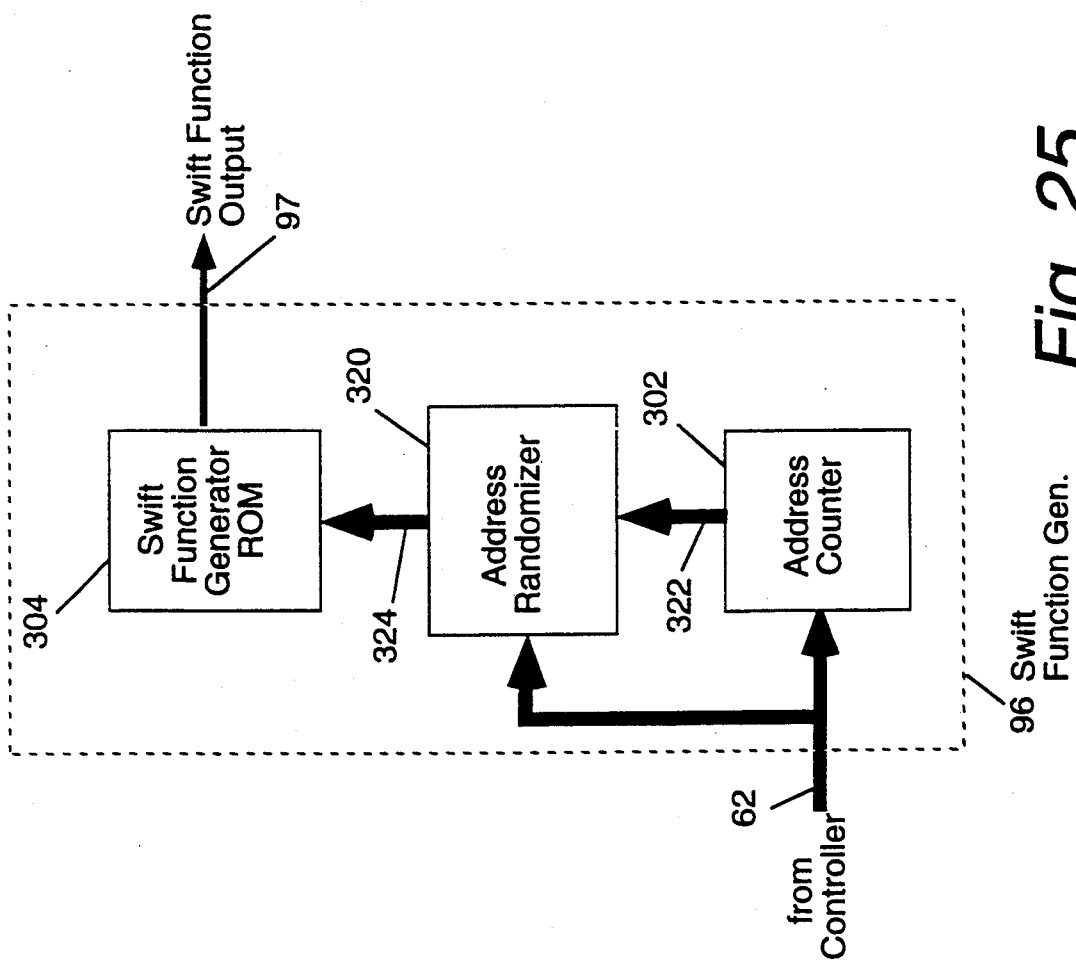 Swift Function
Output
97
304
Swift
Function
Generator
ROM
324
320
Address
Randomizer
322
302
Address
Counter
62
from
Controller
96 Swift
Function Gen.
Fig. 25